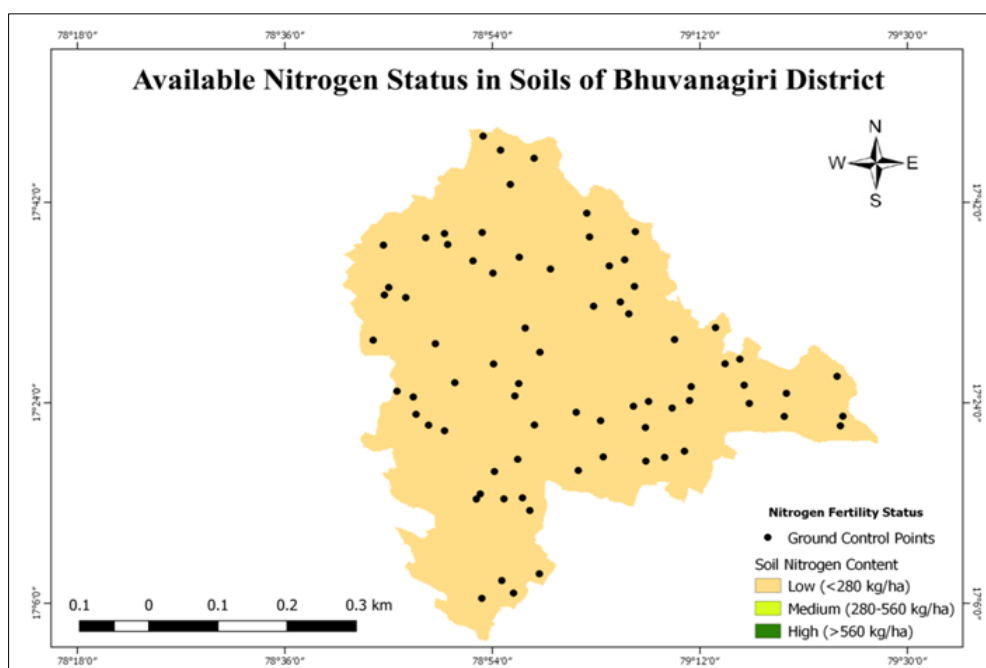 78°18'0" 78°36'0" 78°54'0" 79°12'0" 79°30'0"
Available Nitrogen Status in Soils of Bhuvanagiri District
N
W E
S
17°42'0" 17°42'0"
17°24'0" 17°24'0"
Nitrogen Fertility Status
Ground Control Points
Soil Nitrogen Content
Low (<280 kg/ha)
Medium (280-560 kg/ha)
High (>560 kg/ha)
17°6'0" 17°6'0"
0.1 0 0.1 0.2 0.3 km
78°18'0" 78°36'0" 78°54'0" 79°12'0" 79°30'0"